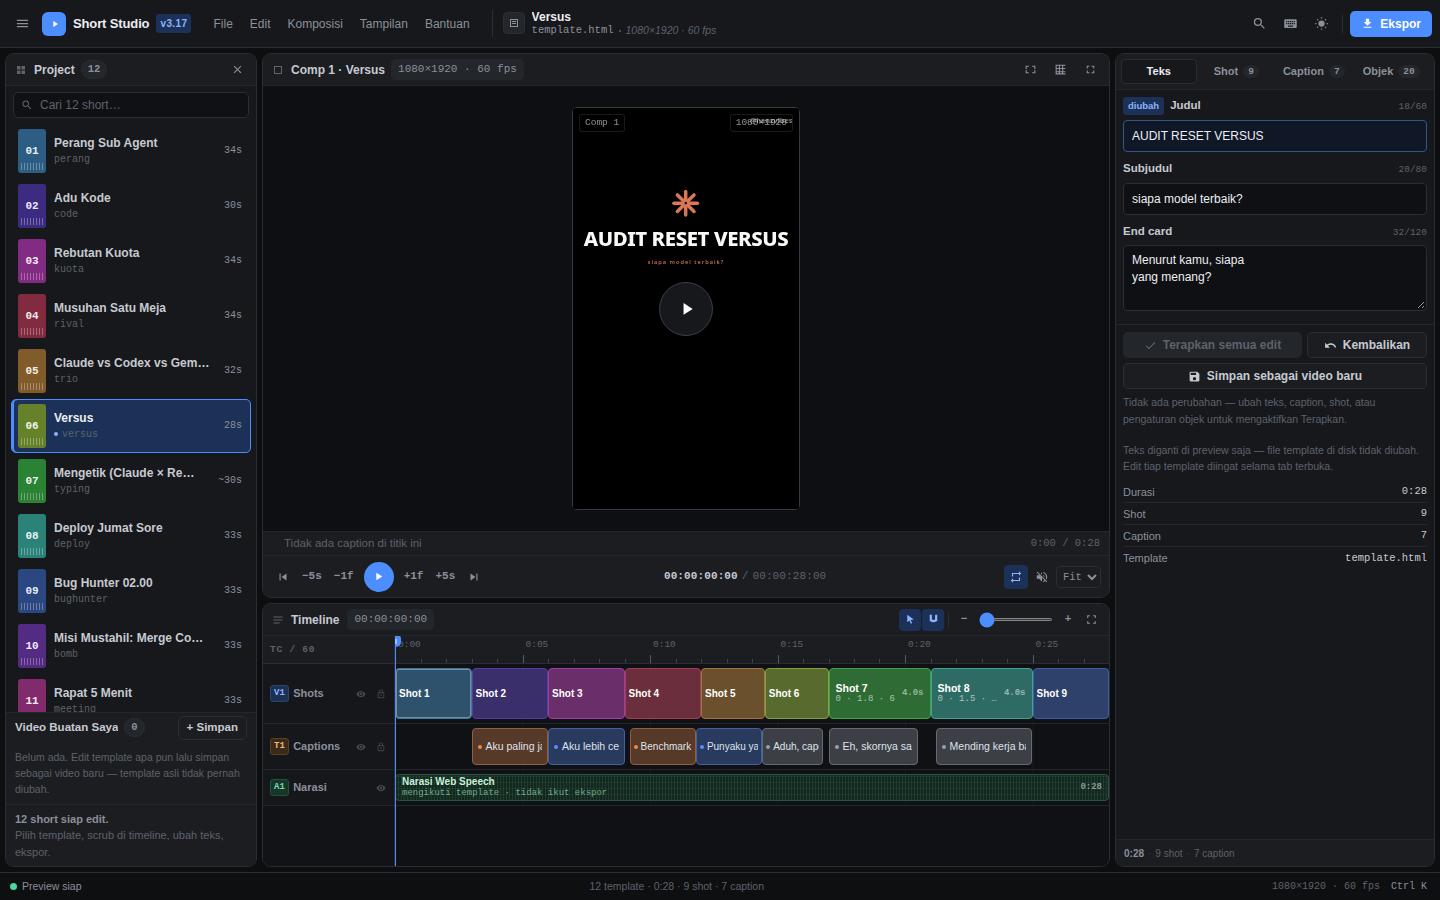 Short Studio v3.17 File Edit Komposisi Tampilan Bantuan
Versus
template.html · 1080×1920 · 60 fps
Ekspor
Project 12
Cari 12 short…
01 Perang Sub Agent 34s
perang
02 Adu Kode 30s
code
03 Rebutan Kuota 34s
kuota
04 Musuhan Satu Meja 34s
rival
05 Claude vs Codex vs Gem… 32s
trio
06 Versus 28s
versus
07 Mengetik (Claude × Re… ~30s
typing
08 Deploy Jumat Sore 33s
deploy
09 Bug Hunter 02.00 33s
bughunter
10 Misi Mustahil: Merge Co… 33s
bomb
11 Rapat 5 Menit 33s
meeting
Video Buatan Saya 0 + Simpan
Belum ada. Edit template apa pun lalu simpan
sebagai video baru — template asli tidak pernah
diubah.
12 short siap edit.
Pilih template, scrub di timeline, ubah teks,
ekspor.
Comp 1 · Versus 1080×1920 · 60 fps
Comp 1 1080×1920
AUDIT RESET VERSUS
siapa model terbaik?
Tidak ada caption di titik ini 0:00 / 0:28
−5s −1f +1f +5s 00:00:00:00 / 00:00:28:00 Fit
Timeline 00:00:00:00 − +
TC / 60 0:00 0:05 0:10 0:15 0:20 0:25
V1 Shots Shot 1 Shot 2 Shot 3 Shot 4 Shot 5 Shot 6 Shot 7 4.0s Shot 8 4.0s Shot 9
0 · 1.8 · 6 0 · 1.5 · …
T1 Captions Aku paling ja Aku lebih ce Benchmark Punyaku ya Aduh, cap Eh, skornya sa Mending kerja ba
A1 Narasi Narasi Web Speech 0:28
mengikuti template · tidak ikut ekspor
Teks Shot 9 Caption 7 Objek 20
diubah Judul 18/60
AUDIT RESET VERSUS
Subjudul 20/80
siapa model terbaik?
End card 32/120
Menurut kamu, siapa
yang menang?
Terapkan semua edit Kembalikan
Simpan sebagai video baru
Tidak ada perubahan — ubah teks, caption, shot, atau
pengaturan objek untuk mengaktifkan Terapkan.
Teks diganti di preview saja — file template di disk tidak diubah.
Edit tiap template diingat selama tab terbuka.
Durasi 0:28
Shot 9
Caption 7
Template template.html
0:28 · 9 shot · 7 caption
Preview siap 12 template · 0:28 · 9 shot · 7 caption 1080×1920 · 60 fps Ctrl K